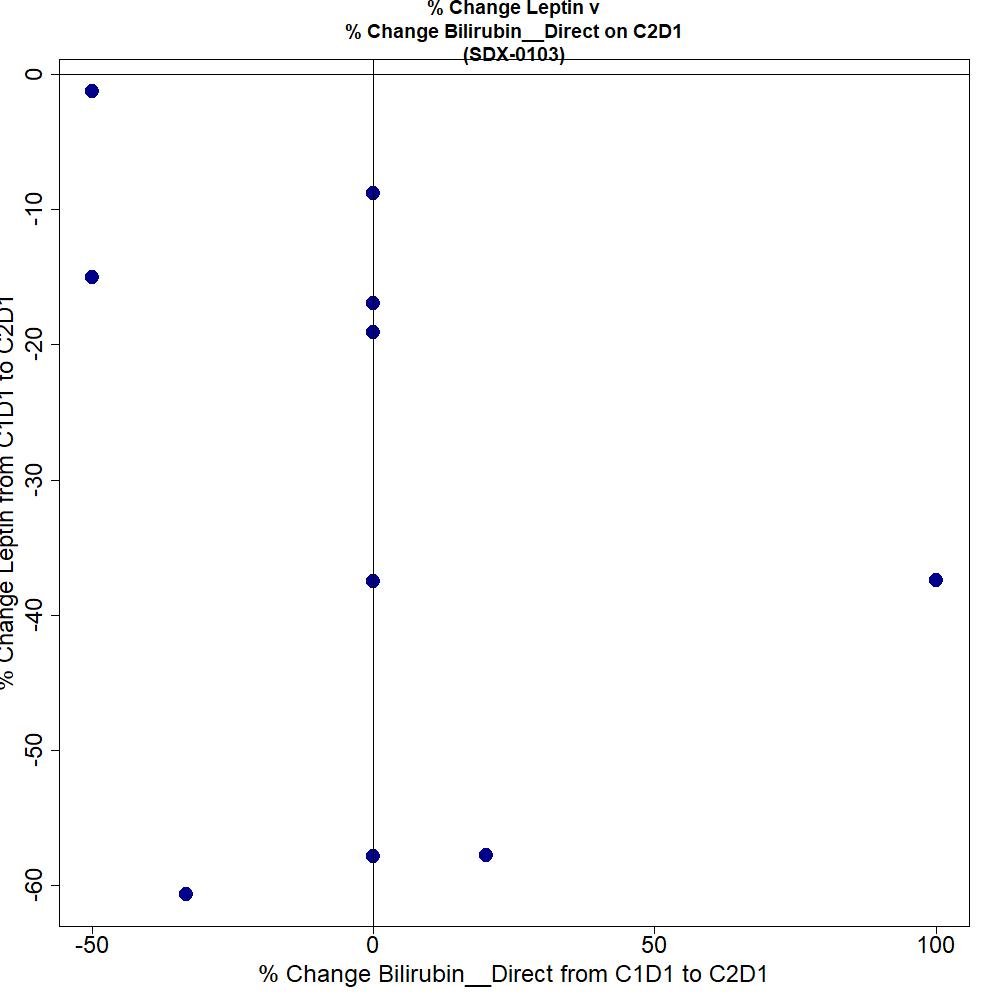 % Change Leptin v
% Change Bilirubin__Direct on C2D1
(SDX-0103)
% Change Leptin from C1D1 to C2D1
0
-10
-20
-30
-40
-50
-60
-50 0 50 100
% Change Bilirubin__Direct from C1D1 to C2D1